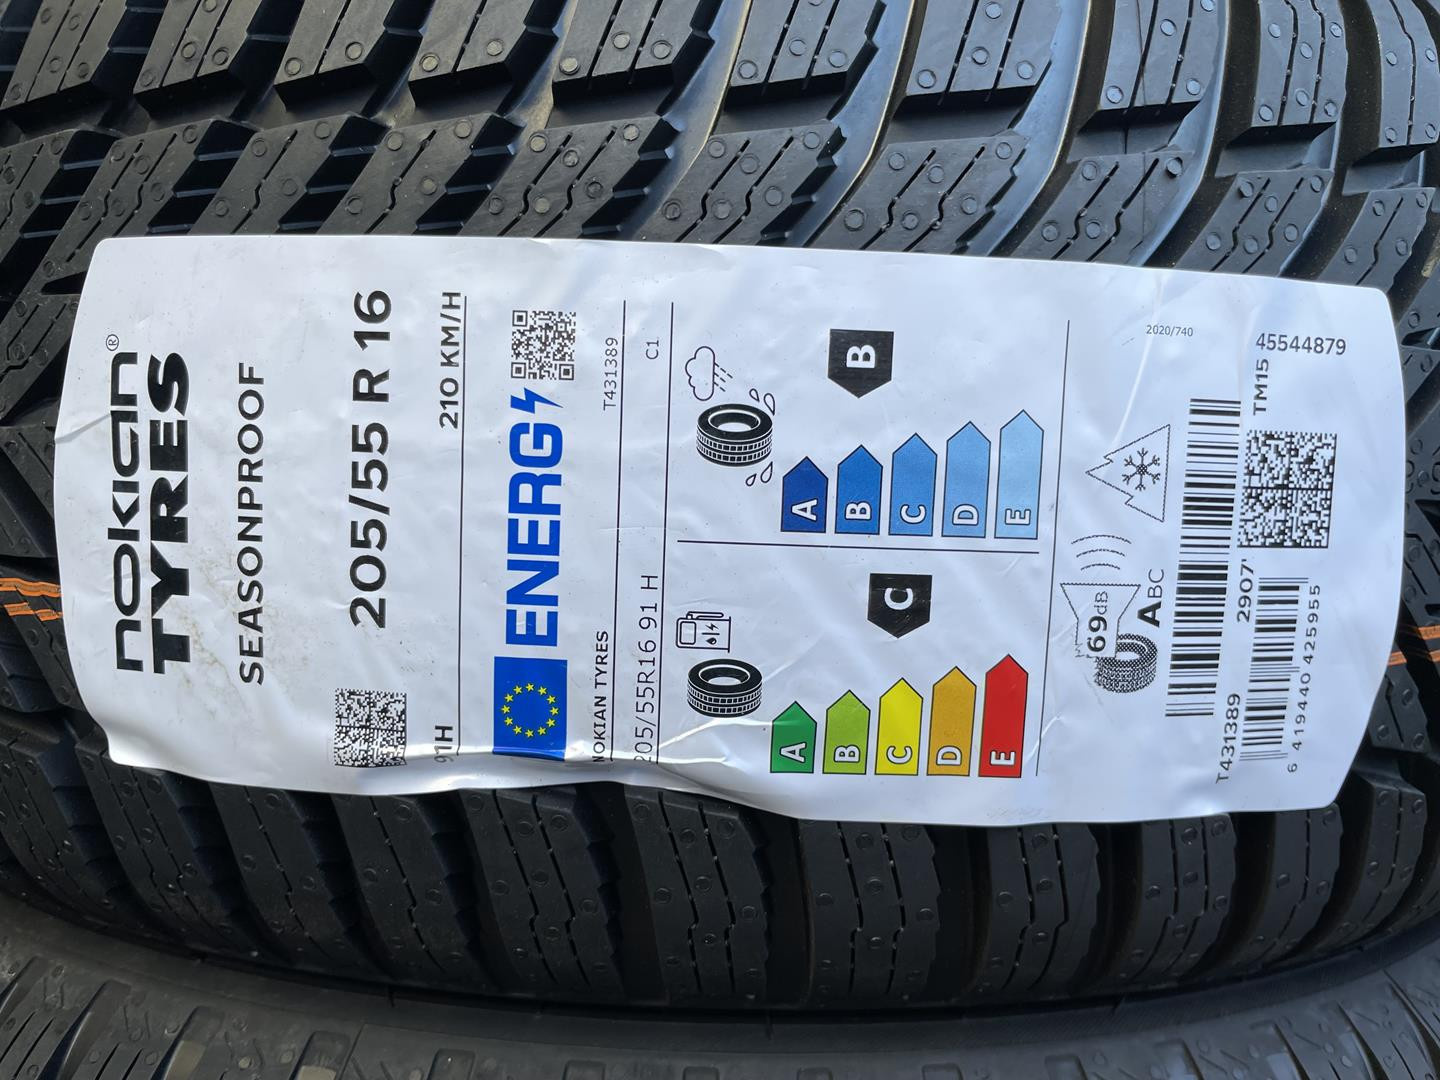 nokian®
TYRES
SEASONPROOF
205/55 R 16
91H
210 KM/H
ENERG
NOKIAN TYRES
T431389
205/55R16 91 H
C1
A
B
C
D
E
C
A
B
C
D
E
B
69dB
ABC
2020/740
T431389
2907'
TM15
6 419440 425955
45544879